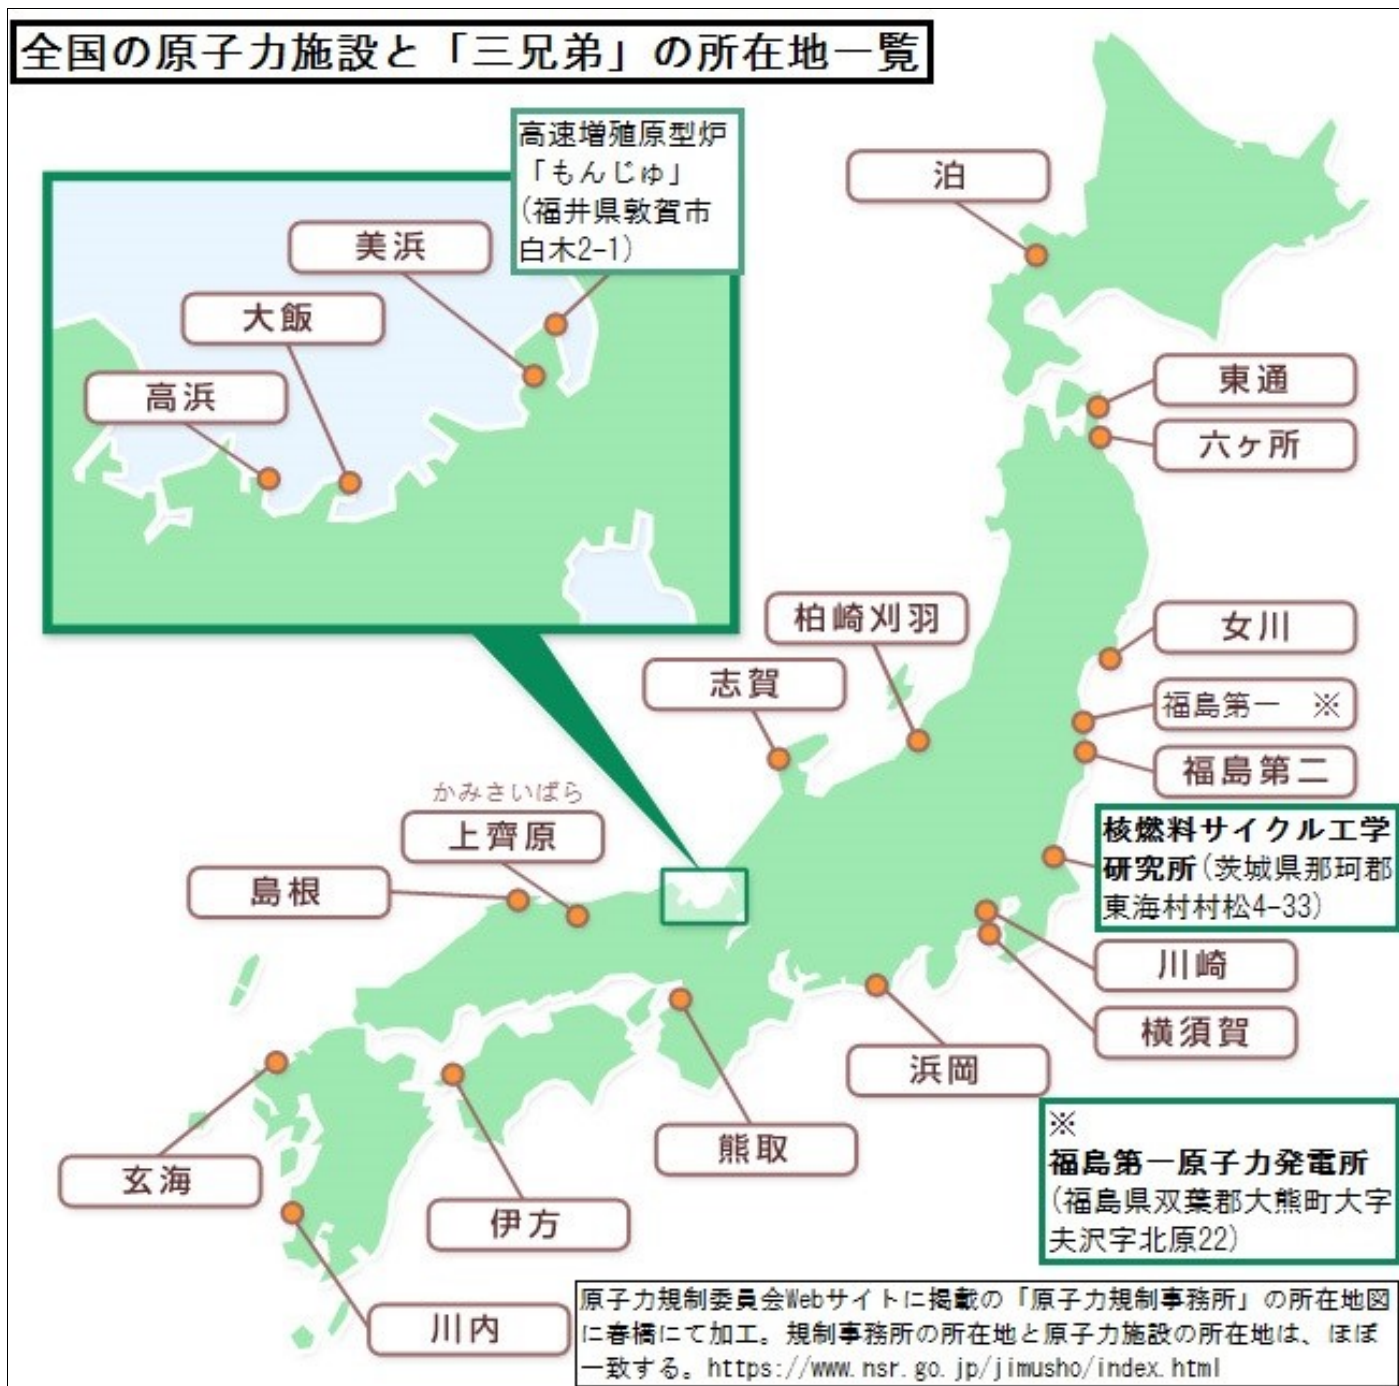 全国の原子力施設と「三兄弟」の所在地一覧
高速増殖原型炉
「もんじゅ」
(福井県敦賀市
白木2-1)
美浜
大飯
高浜
泊
東通
六ヶ所
柏崎刈羽
女川
志賀
福島第一　※
福島第二
かみさいばら
上齊原
島根
核燃料サイクル工学
研究所(茨城県那珂郡
東海村村松4-33)
川崎
横須賀
浜岡
熊取
玄海
伊方
川内
※
福島第一原子力発電所
(福島県双葉郡大熊町大字
夫沢字北原22)
原子力規制委員会Webサイトに掲載の「原子力規制事務所」の所在地図
に春橋にて加工。規制事務所の所在地と原子力施設の所在地は、ほぼ
一致する。https://www.nsr.go.jp/jimusho/index.html